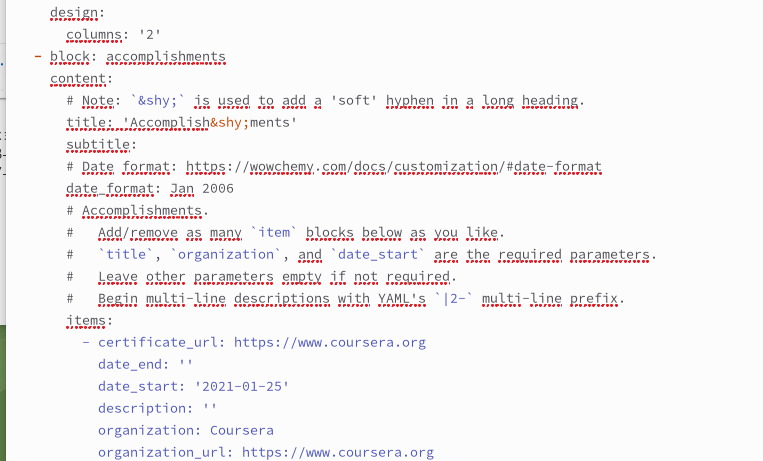 design:
columns: '2'
- block: accomplishments
content:
# Note: `&shy;` is used to add a 'soft' hyphen in a long heading.
title: 'Accomplish&shy;ments'
subtitle:
# Date format: https://wowchemy.com/docs/customization/#date-format
date_format: Jan 2006
# Accomplishments.
#   Add/remove as many `item` blocks below as you like.
#   `title`, `organization`, and `date_start` are the required parameters.
#   Leave other parameters empty if not required.
#   Begin multi-line descriptions with YAML's `|2-` multi-line prefix.
items:
- certificate_url: https://www.coursera.org
date_end: ''
date_start: '2021-01-25'
description: ''
organization: Coursera
organization_url: https://www.coursera.org